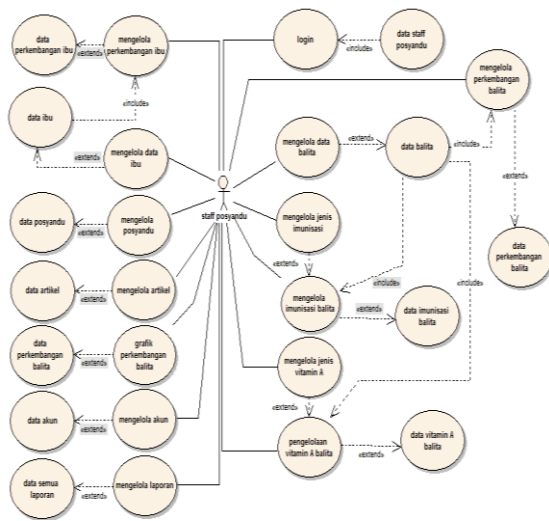 data
perkembangan ibu
«extend»
mengelola
perkembangan ibu
login
«include»
data staff
posyandu
mengelola
perkembangan
balita
data ibu
«include»
«extend»
mengelola data
ibu
mengelola data
balita
«extend»
data balita
«include»
«extend»
staff posyandu
data posyandu
«extend»
mengelola
posyandu
mengelola jenis
imunisasi
«extend»
data
perkembangan
balita
data artikel
«extend»
mengelola artikel
mengelola
imunisasi balita
«include»
«extend»
data imunisasi
balita
«include»
data
perkembangan
balita
«extend»
grafik
perkembangan
balita
mengelola jenis
vitamin A
«extend»
data akun
«extend»
mengelola akun
pengelolaan
vitamin A balita
«extend»
data vitamin A
balita
data semua
laporan
«extend»
mengelola laporan